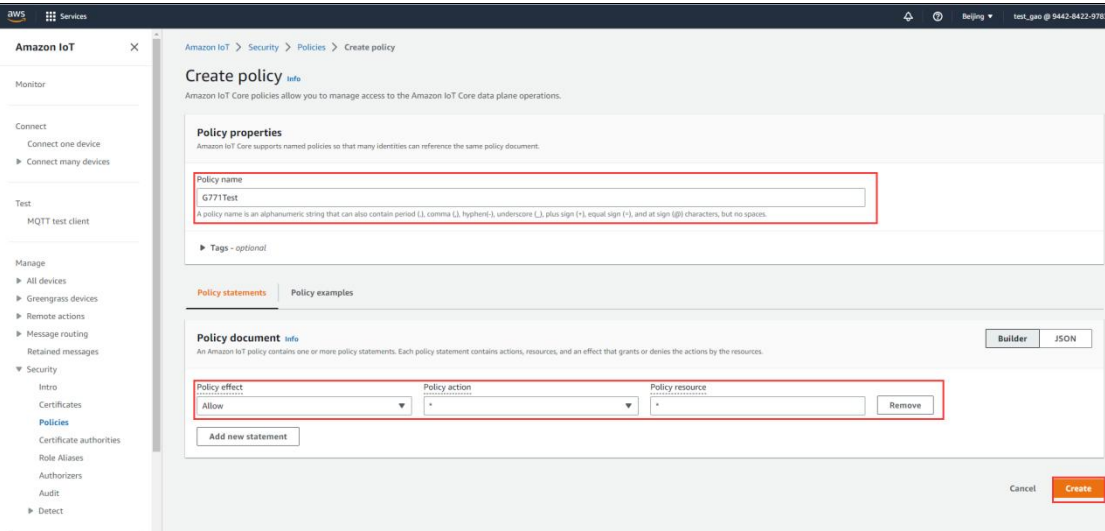 aws
Services
Beijing
test_gao @ 9442-8422-978
Amazon IoT
Monitor
Connect
Connect one device
Connect many devices
Test
MQTT test client
Manage
All devices
Greengrass devices
Remote actions
Message routing
Retained messages
Security
Intro
Certificates
Policies
Certificate authorities
Role Aliases
Authorizers
Audit
Detect
Amazon IoT > Security > Policies > Create policy
Create policy Info
Amazon IoT Core policies allow you to manage access to the Amazon IoT Core data plane operations.
Policy properties
Amazon IoT Core supports named policies so that many identities can reference the same policy document.
Policy name
G771Test
A policy name is an alphanumeric string that can also contain period (.), comma (,), hyphen(-), underscore (_), plus sign (+), equal sign (=), and at sign (@) characters, but no spaces.
Tags - optional
Policy statements
Policy examples
Policy document Info
Builder
JSON
An Amazon IoT policy contains one or more policy statements. Each policy statement contains actions, resources, and an effect that grants or denies the actions by the resources.
Policy effect
Policy action
Policy resource
Allow
*
*
Remove
Add new statement
Cancel
Create